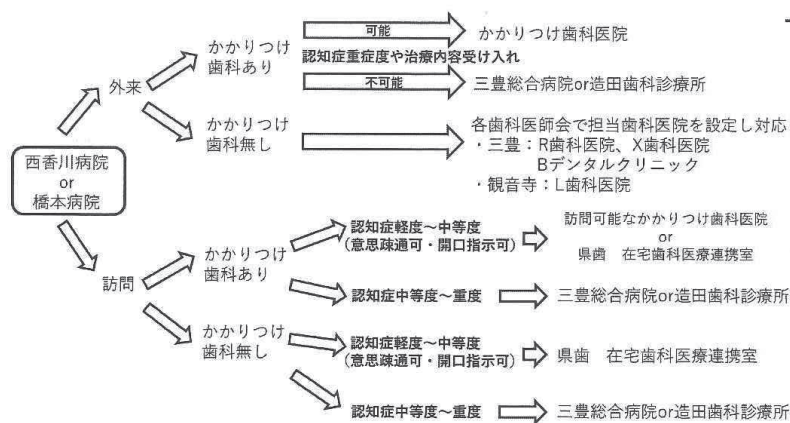 西香川病院
or
橋本病院
外来
かかりつけ
歯科あり
可能
かかりつけ歯科医院
認知症重症度や治療内容受け入れ
不可能
三豊総合病院or造田歯科診療所
かかりつけ
歯科無し
各歯科医師会で担当歯科医院を設定し対応
・三豊：R歯科医院、X歯科医院
Bデンタルクリニック
・観音寺：L歯科医院
訪問
かかりつけ
歯科あり
認知症軽度～中等度
(意思疎通可・開口指示可)
訪問可能なかかりつけ歯科医院
or
県歯　在宅歯科医療連携室
認知症中等度～重度
三豊総合病院or造田歯科診療所
かかりつけ
歯科無し
認知症軽度～中等度
(意思疎通可・開口指示可)
県歯　在宅歯科医療連携室
認知症中等度～重度
三豊総合病院or造田歯科診療所